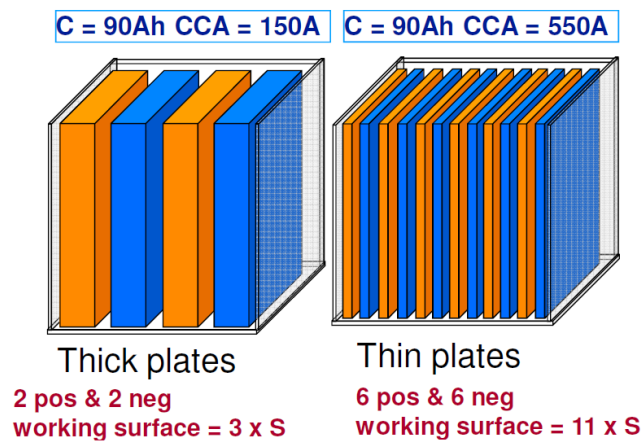 C = 90Ah CCA = 150A
C = 90Ah CCA = 550A
Thick plates
2 pos & 2 neg
working surface = 3 x S
Thin plates
6 pos & 6 neg
working surface = 11 x S